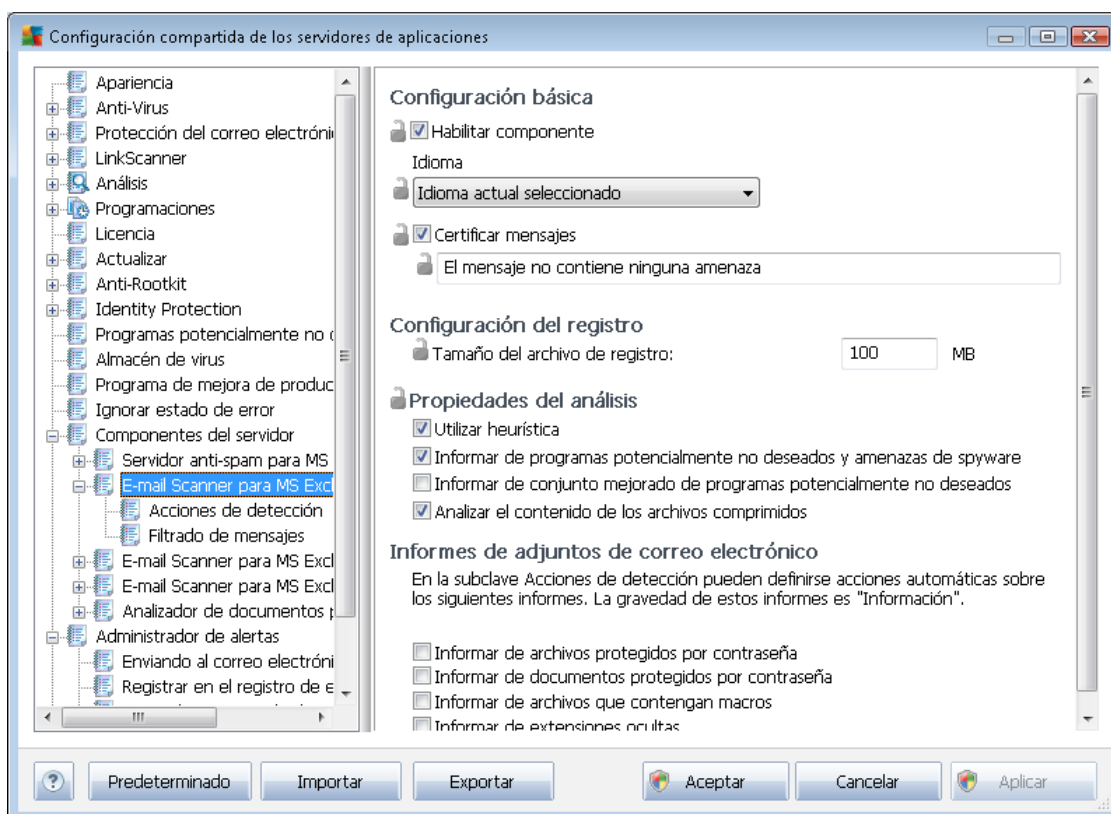 Configuración compartida de los servidores de aplicaciones
Apariencia
Anti-Virus
Protección del correo electróni
LinkScanner
Análisis
Programaciones
Licencia
Actualizar
Anti-Rootkit
Identity Protection
Programas potencialmente no
Almacén de virus
Programa de mejora de produc
Ignorar estado de error
Componentes del servidor
Servidor anti-spam para MS
E-mail Scanner para MS Excl
Acciones de detección
Filtrado de mensajes
E-mail Scanner para MS Excl
E-mail Scanner para MS Excl
Analizador de documentos
Administrador de alertas
Enviando al correo electróni
Registrar en el registro de e
Configuración básica
Habilitar componente
Idioma
Idioma actual seleccionado
Certificar mensajes
El mensaje no contiene ninguna amenaza
Configuración del registro
Tamaño del archivo de registro: 100 MB
Propiedades del análisis
Utilizar heurística
Informar de programas potencialmente no deseados y amenazas de spyware
Informar de conjunto mejorado de programas potencialmente no deseados
Analizar el contenido de los archivos comprimidos
Informes de adjuntos de correo electrónico
En la subclave Acciones de detección pueden definirse acciones automáticas sobre
los siguientes informes. La gravedad de estos informes es "Información".
Informar de archivos protegidos por contraseña
Informar de documentos protegidos por contraseña
Informar de archivos que contengan macros
Informar de extensiones ocultas
? Predeterminado Importar Exportar Aceptar Cancelar Aplicar